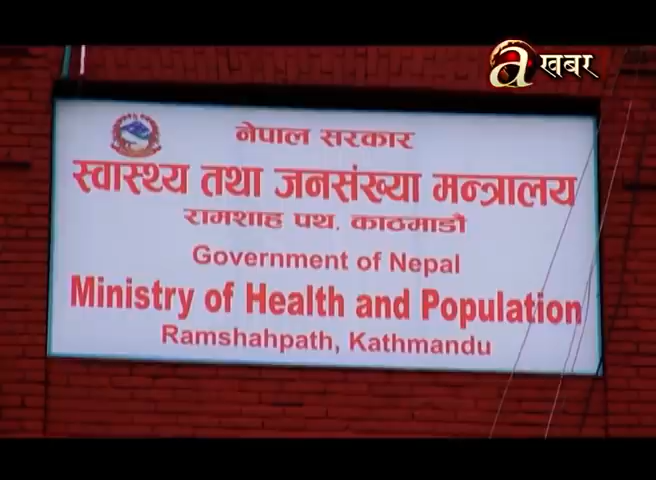 a खबर
नेपाल सरकार
स्वास्थ्य तथा जनसंख्या मन्त्रालय
रामशाह पथ, काठमाडौं
Government of Nepal
Ministry of Health and Population
Ramshahpath, Kathmandu